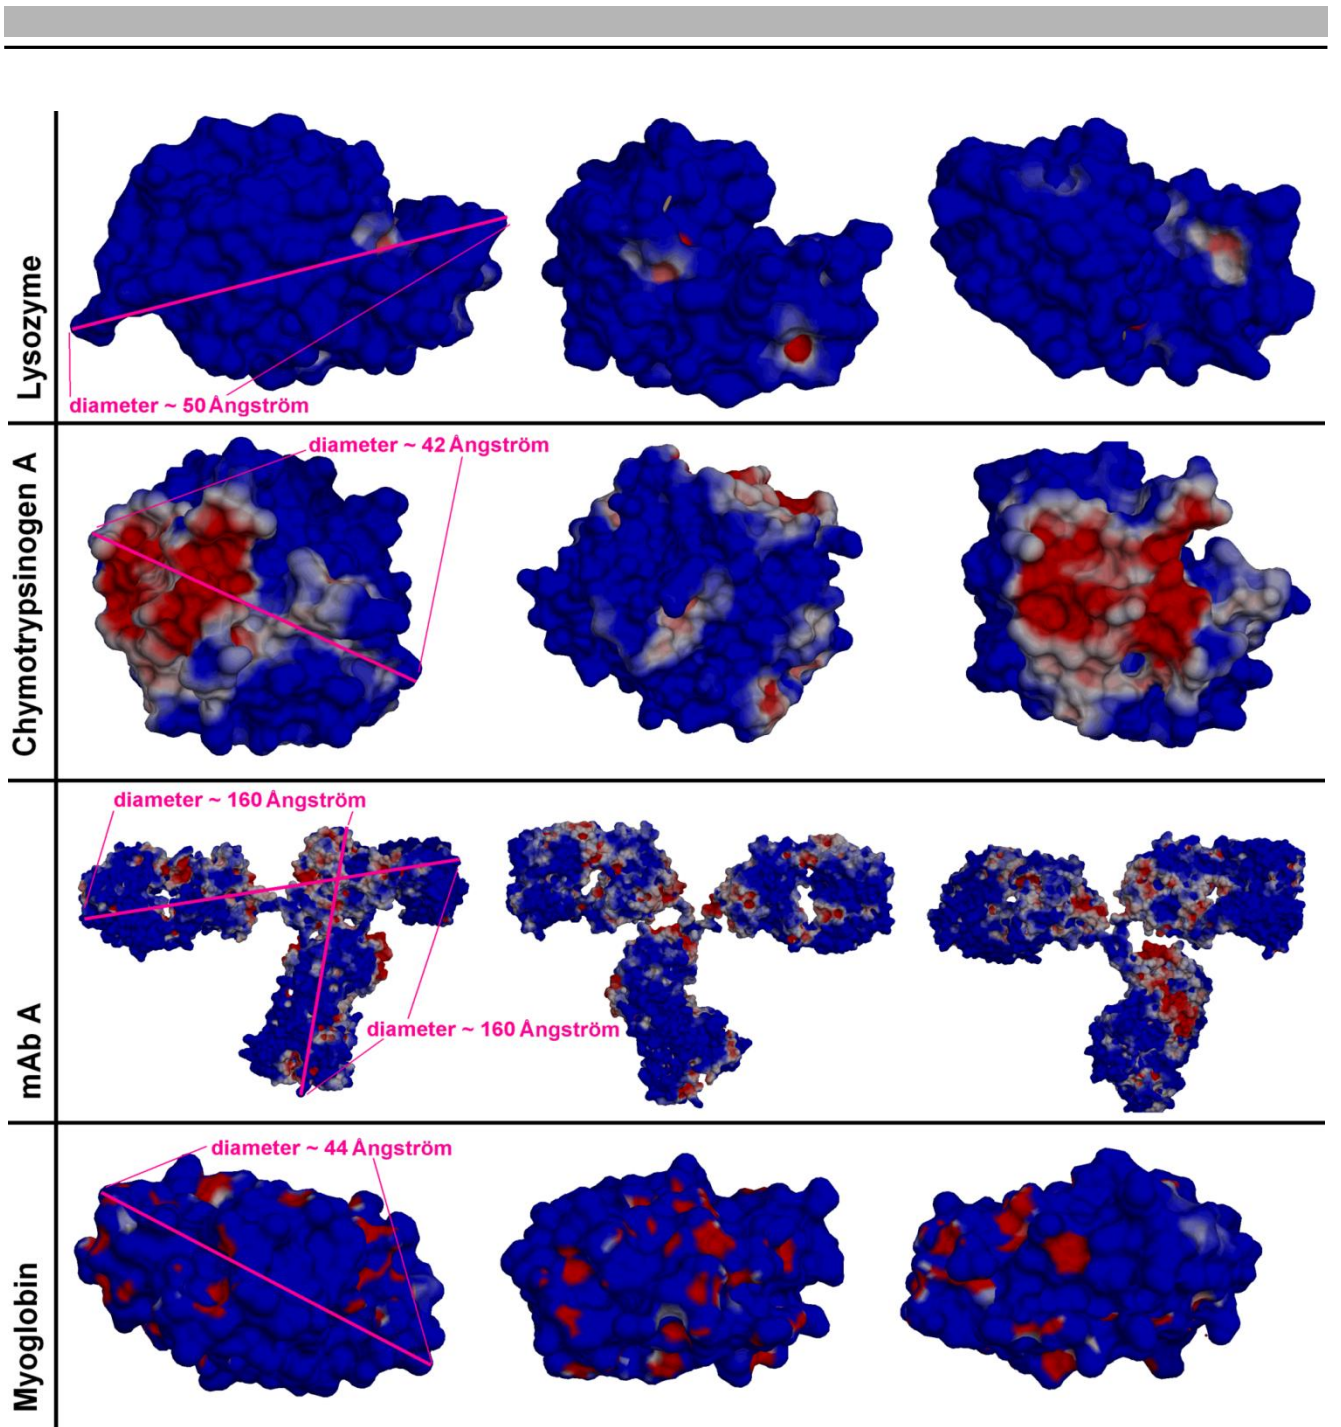 Lysozyme
diameter ~ 50 Ångström
Chymotrypsinogen A
diameter ~ 42 Ångström
mAb A
diameter ~ 160 Ångström
diameter ~ 160 Ångström
Myoglobin
diameter ~ 44 Ångström